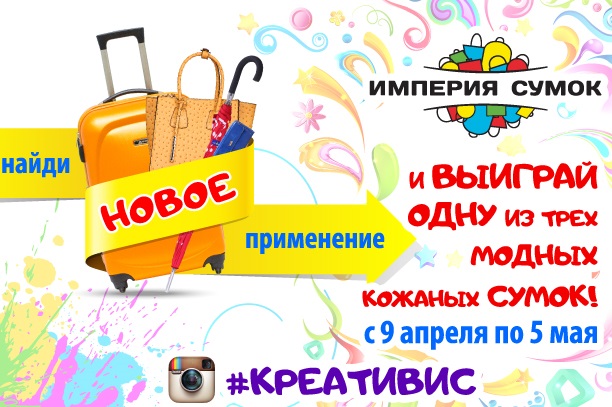 ИМПЕРИЯ СУМОК
найди
НОВОЕ
применение
и ВЫИГРАЙ
ОДНУ ИЗ ТРЕХ
МОДНЫХ
КОЖАНЫХ СУМОК!
с 9 апреля по 5 мая
#КРЕАТИВИС